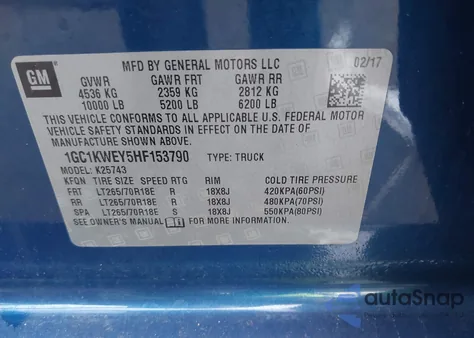 GM
MFD BY GENERAL MOTORS LLC 02/17
GVWR GAWR FRT GAWR RR
4536 KG 2359 KG 2812 KG
10000 LB 5200 LB 6200 LB
THIS VEHICLE CONFORMS TO ALL APPLICABLE U.S. FEDERAL MOTOR
VEHICLE SAFETY STANDARDS IN EFFECT ON THE DATE OF
MANUFACTURE SHOWN ABOVE.
1GC1KWEY5HF153790 TYPE: TRUCK
MODEL: K25743
TIRE SIZE SPEED RTG RIM COLD TIRE PRESSURE
FRT LT265/70R18E R 18X8J 420KPA(60PSI)
RR LT265/70R18E R 18X8J 480KPA(70PSI)
SPA LT265/70R18E S 18X8J 550KPA(80PSI)
SEE OWNER'S MANUAL FOR MORE INFORMATION.
autoSnap